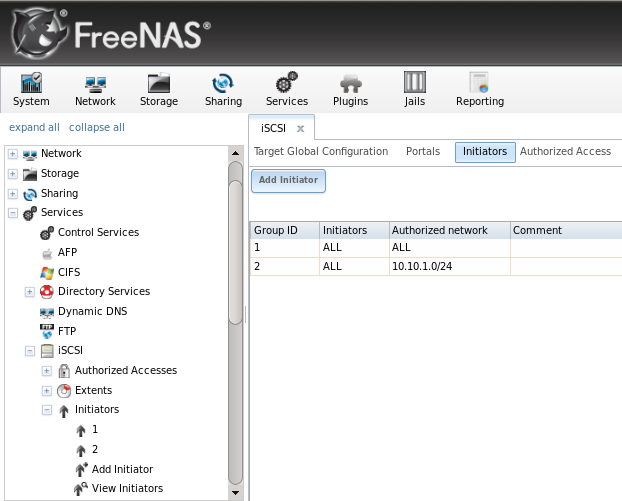 FreeNAS®
System Network Storage Sharing Services Plugins Jails Reporting
expand all collapse all
Network
Storage
Sharing
Services
Control Services
AFP
CIFS
Directory Services
Dynamic DNS
FTP
iSCSI
Authorized Accesses
Extents
Initiators
1
2
Add Initiator
View Initiators
iSCSI x
Target Global Configuration Portals Initiators Authorized Access
Add Initiator
Group ID Initiators Authorized network Comment
1 ALL ALL
2 ALL 10.10.1.0/24